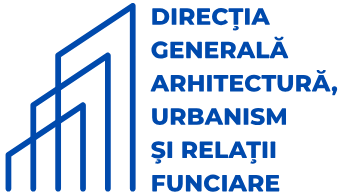 DIRECȚIA
GENERALĂ
ARHITECTURĂ,
URBANISM
ȘI RELAȚII
FUNCIARE